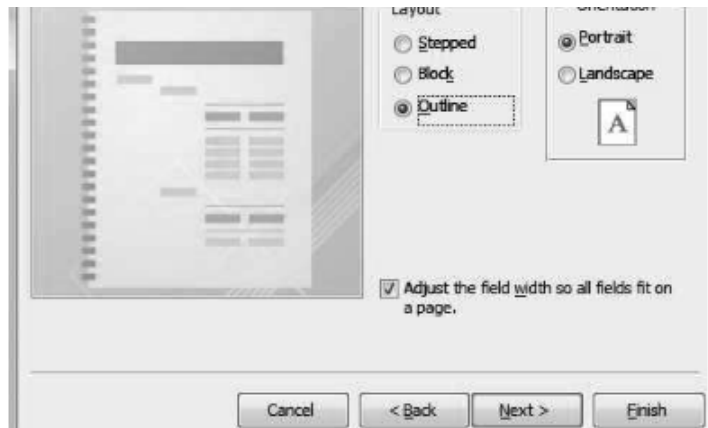 Layout
Orientation
Stepped
Portrait
Block
Landscape
Outline
A
Adjust the field width so all fields fit on
a page.
Cancel
< Back
Next >
Finish